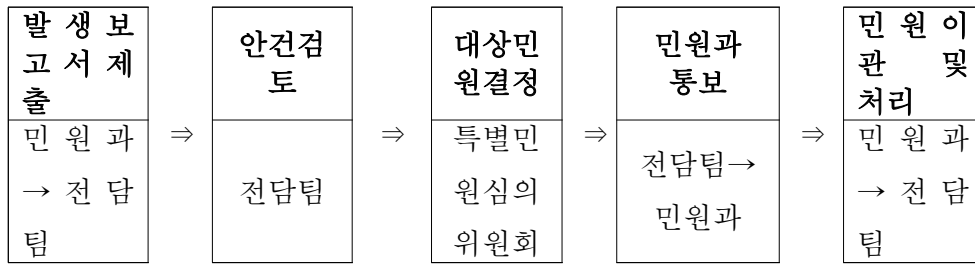 발 생 보
고 서 제
출
민 원 과
→ 전 담
팀
⇒
안건검
토
전담팀
⇒
대상민
원결정
특별민
원심의
위원회
⇒
민원과
통보
전담팀→
민원과
⇒
민 원 이
관 및
처리
민 원 과
→ 전 담
팀